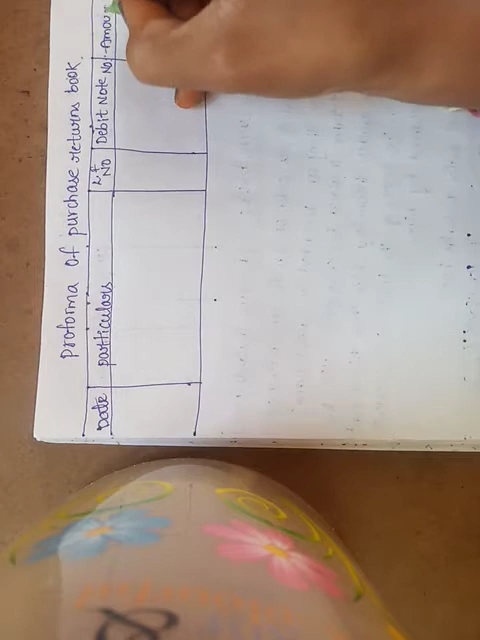 proforma of purchase returns book.
Date particulars L.f NO Debit Note No:- Amou